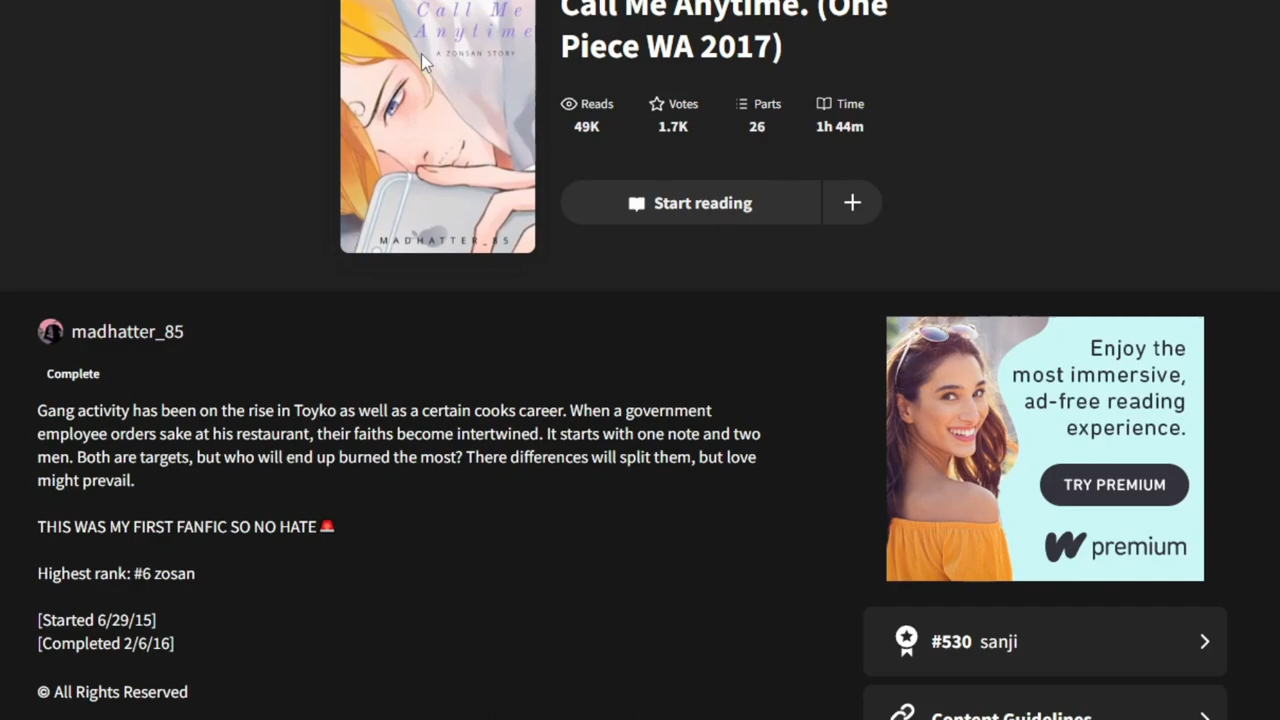 Call Me
Anytime
A ZONSAN STORY
MADHATTER_85
Call Me Anytime. (One
Piece WA 2017)
Reads
Votes
Parts
Time
49K
1.7K
26
1h 44m
Start reading
madhatter_85
Complete
Gang activity has been on the rise in Toyko as well as a certain cooks career. When a government
employee orders sake at his restaurant, their faiths become intertwined. It starts with one note and two
men. Both are targets, but who will end up burned the most? There differences will split them, but love
might prevail.
THIS WAS MY FIRST FANFIC SO NO HATE🚨
Highest rank: #6 zosan
[Started 6/29/15]
[Completed 2/6/16]
© All Rights Reserved
Enjoy the
most immersive,
ad-free reading
experience.
TRY PREMIUM
premium
#530 sanji
Content Guidelines